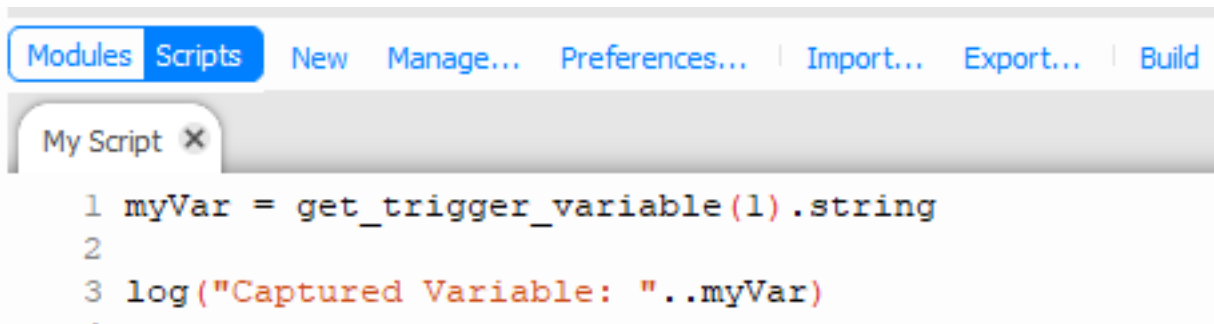 Modules Scripts New Manage... Preferences... Import... Export... Build
My Script
1 myVar = get_trigger_variable(1).string
2
3 log("Captured Variable: "..myVar)